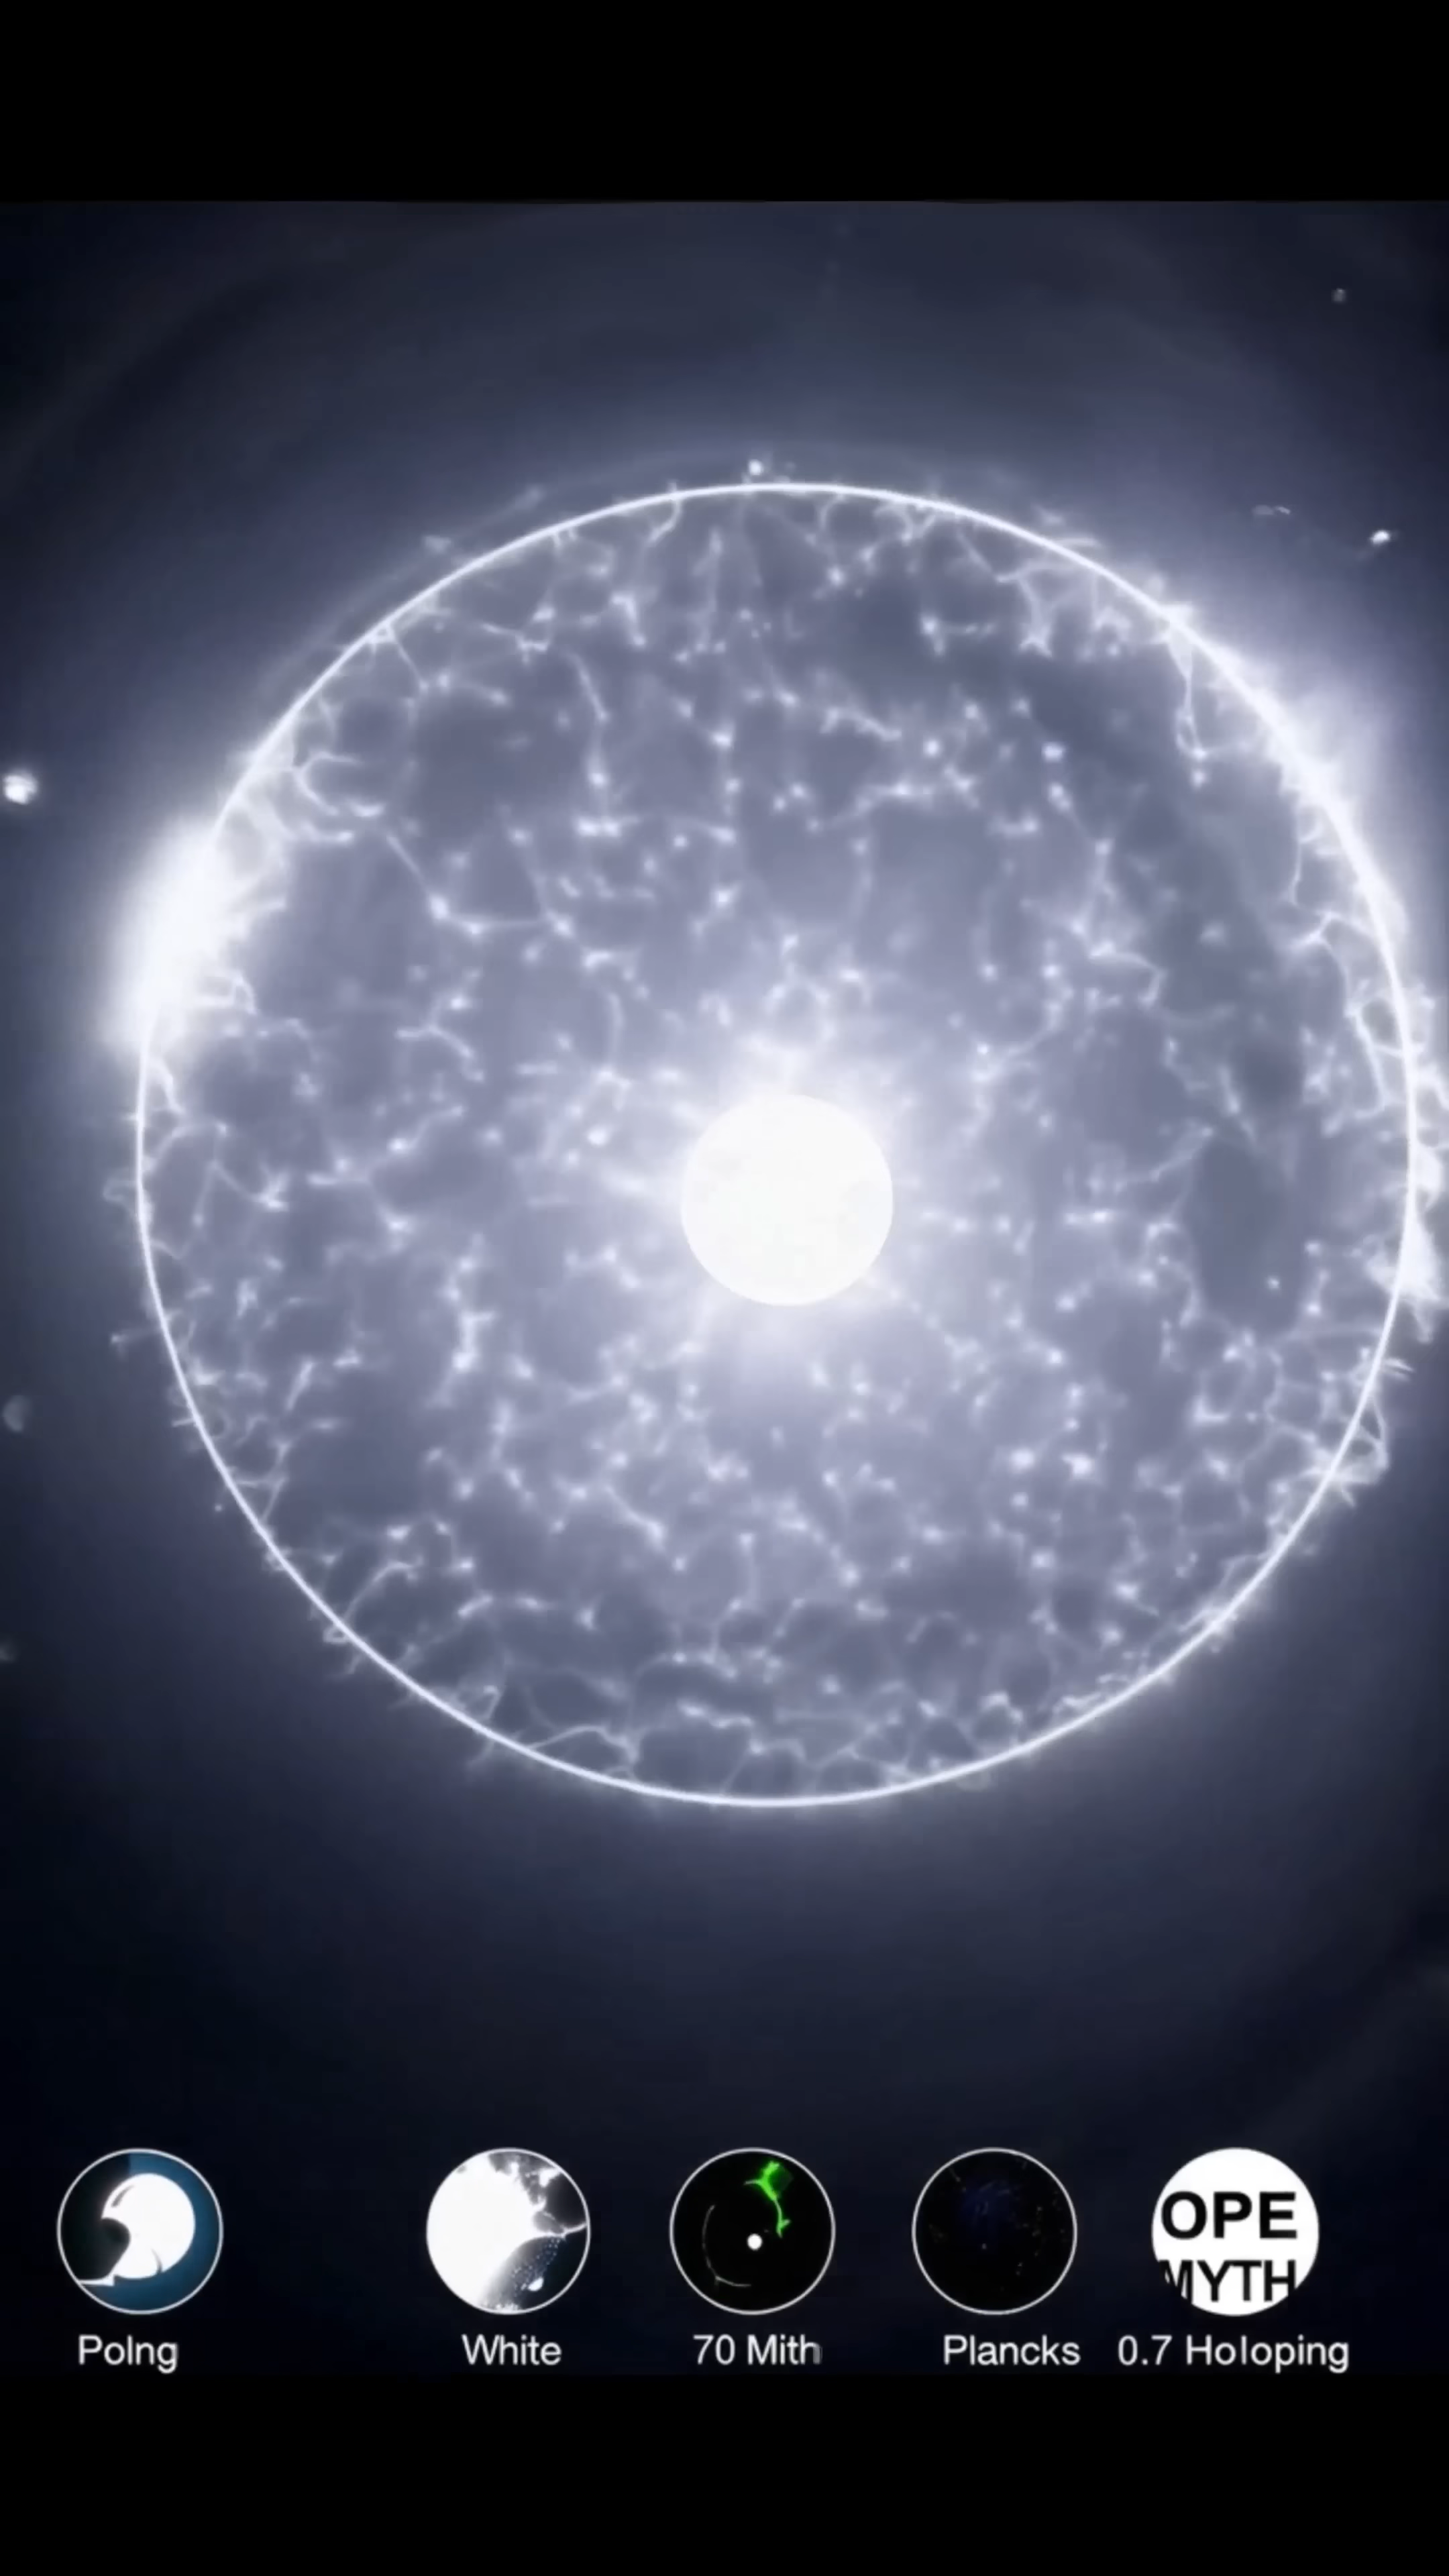 OPE
MYTH
Polng
White
70 Mith
Plancks
0.7 Holoping